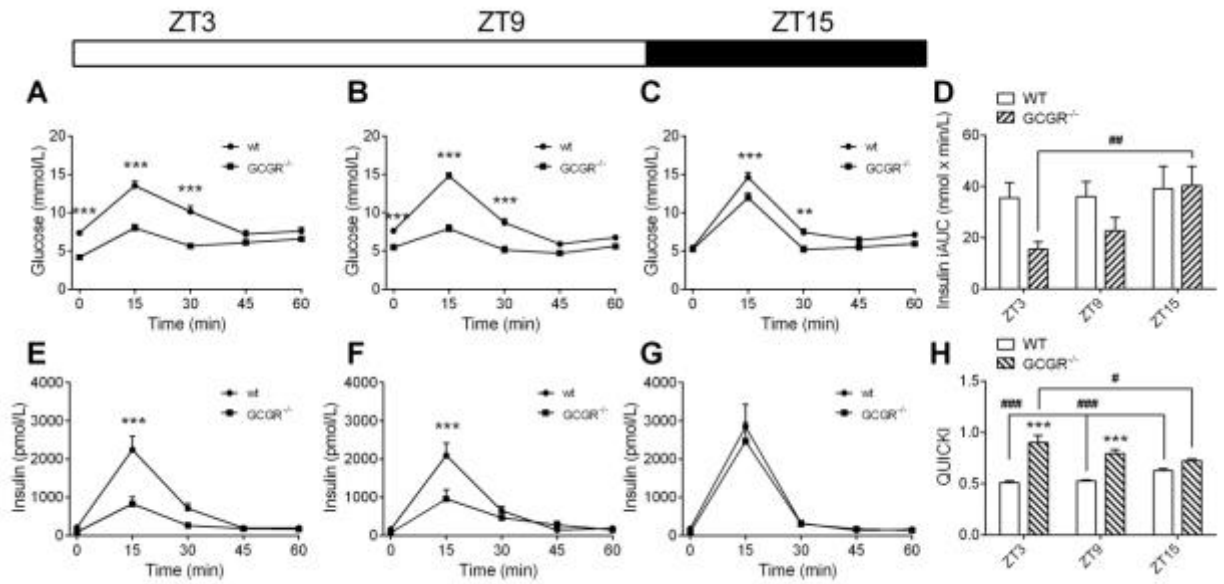 ZT3 ZT9 ZT15
A
Glucose (mmol/L)
20
15
10
5
0
***
***
***
wt
GCGR-/-
0 15 30 45 60
Time (min)
B
Glucose (mmol/L)
20
15
10
5
0
***
***
***
wt
GCGR-/-
0 15 30 45 60
Time (min)
C
Glucose (mmol/L)
20
15
10
5
0
***
**
wt
GCGR-/-
0 15 30 45 60
Time (min)
D
WT
GCGR-/-
Insulin iAUC (nmol x min/L)
60
40
20
0
##
ZT3 ZT9 ZT15
E
Insulin (pmol/L)
4000
3000
2000
1000
0
***
wt
GCGR-/-
0 15 30 45 60
Time (min)
F
Insulin (pmol/L)
4000
3000
2000
1000
0
***
wt
GCGR-/-
0 15 30 45 60
Time (min)
G
Insulin (pmol/L)
4000
3000
2000
1000
0
wt
GCGR-/-
0 15 30 45 60
Time (min)
H
WT
GCGR-/-
QUICKI
1.5
1.0
0.5
0.0
#
### ###
*** ***
ZT3 ZT9 ZT15